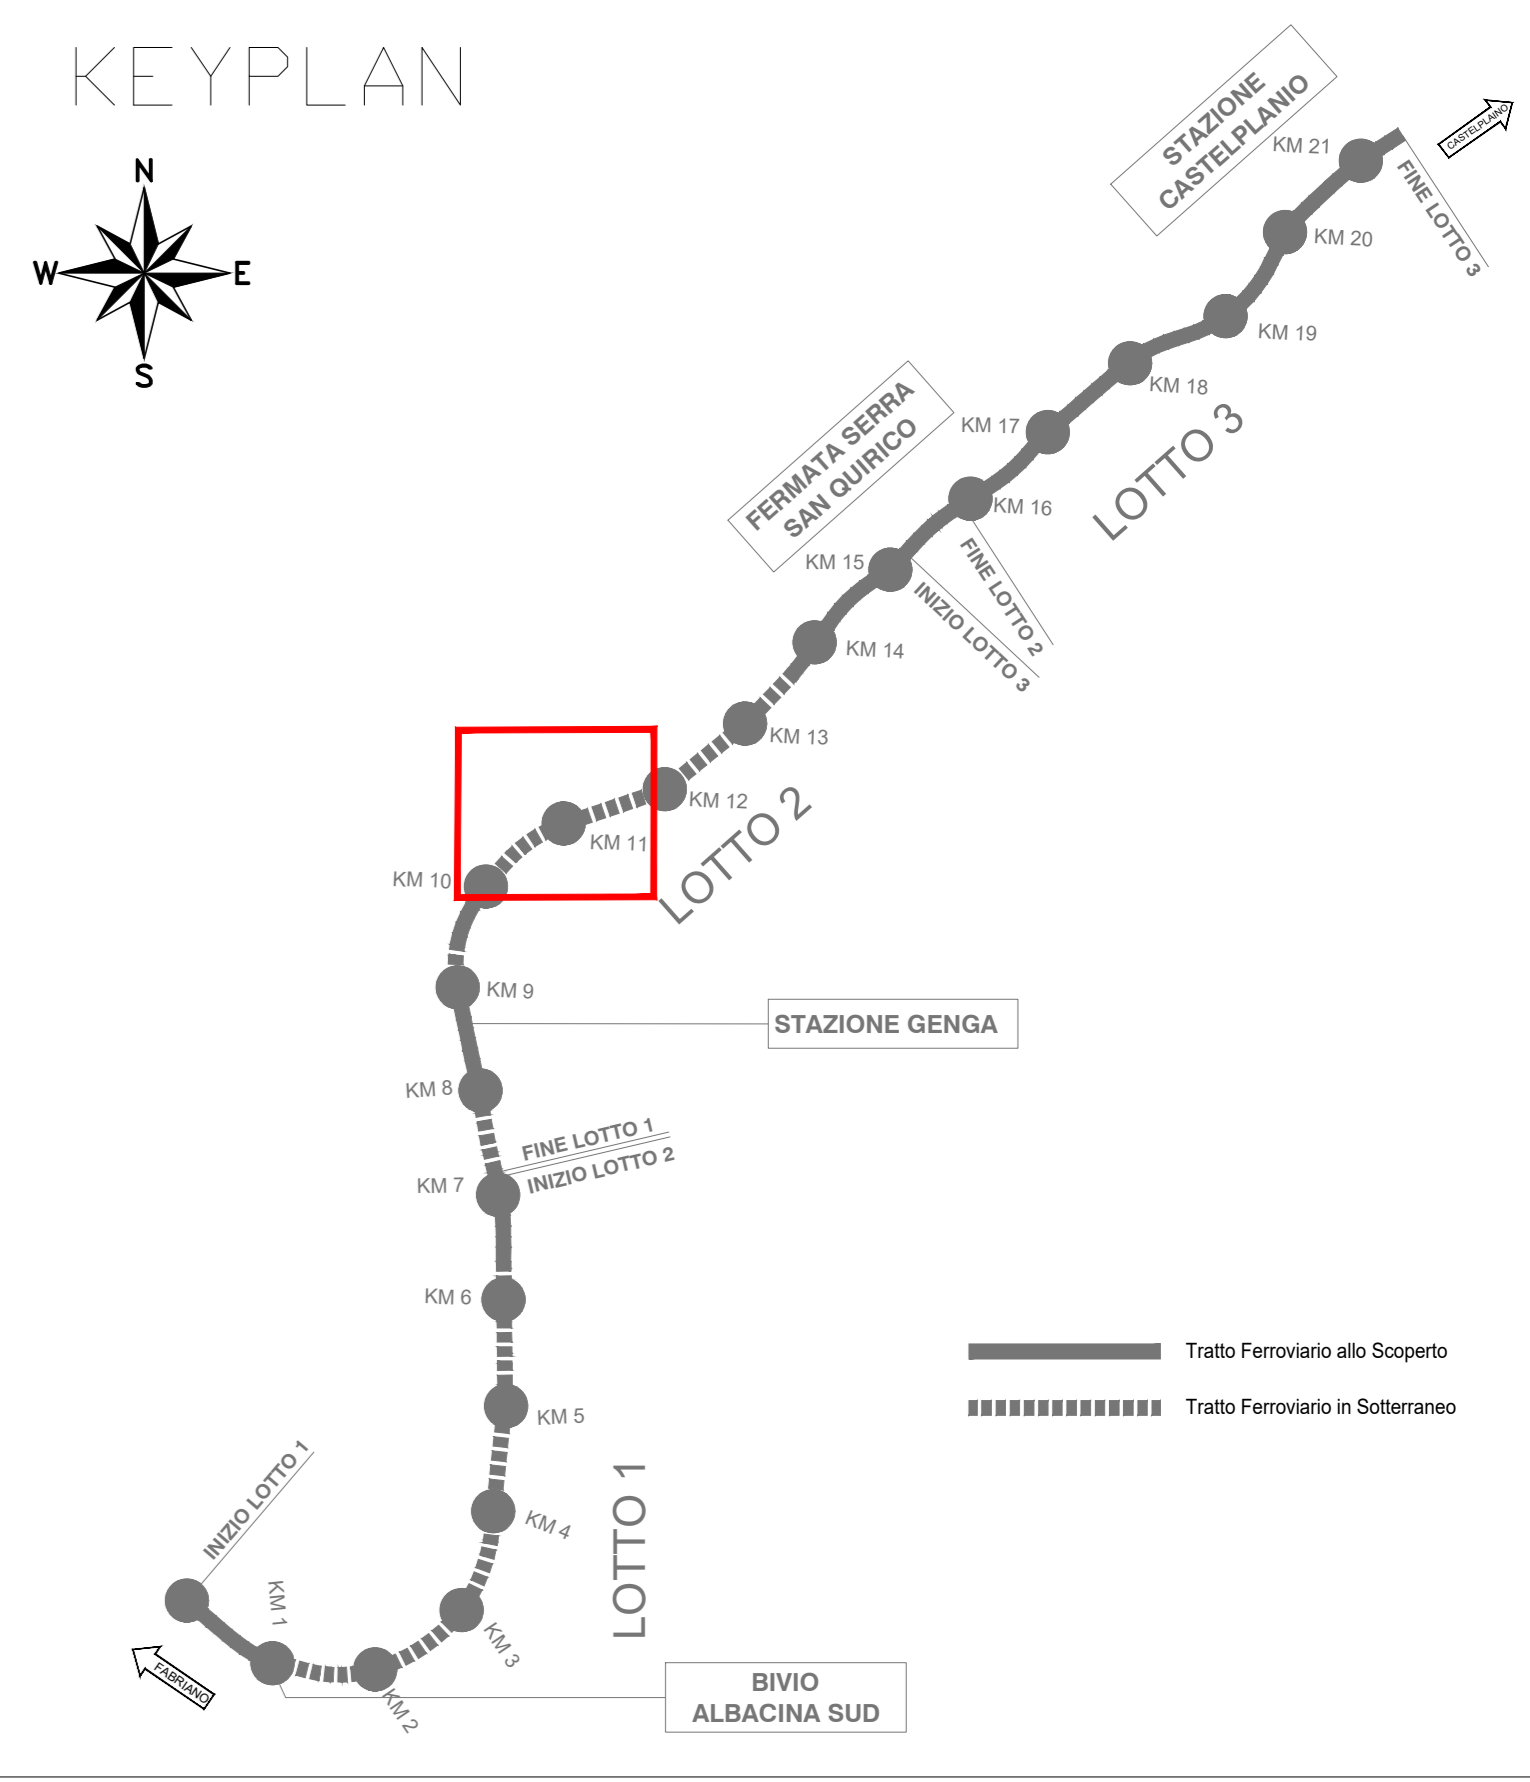 KEYPLAN
N
W
E
S
STAZIONE
CASTELPLANIO
CASTELPLAINO
KM 21
FINE LOTTO 3
KM 20
KM 19
KM 18
LOTTO 3
KM 17
FERMATA SERRA
SAN QUIRICO
KM 16
FINE LOTTO 2
KM 15
INIZIO LOTTO 3
KM 14
KM 13
KM 12
LOTTO 2
KM 11
KM 10
KM 9
STAZIONE GENGA
KM 8
FINE LOTTO 1
INIZIO LOTTO 2
KM 7
KM 6
Tratto Ferroviario allo Scoperto
Tratto Ferroviario in Sotterraneo
KM 5
INIZIO LOTTO 1
LOTTO 1
KM 4
KM 1
KM 3
FABRIANO
KM 2
BIVIO
ALBACINA SUD